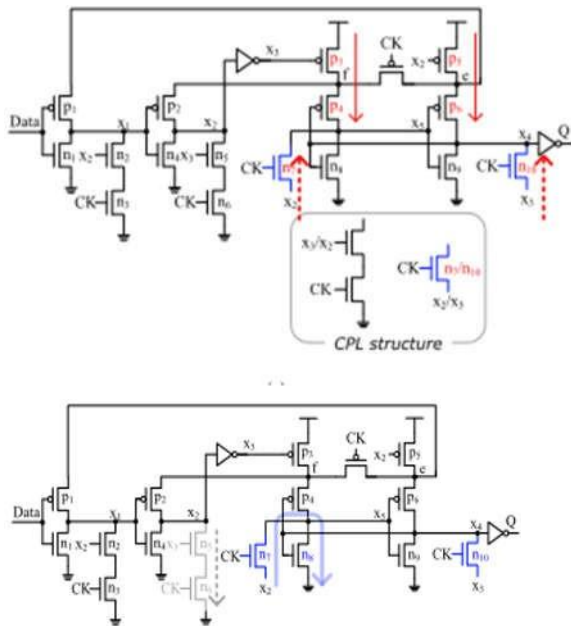 CK
x₃
p₃
f
x₂
p₅
e
p₁
p₂
p₄
p₆
Data
x₁
x₂
x₅
x₄
Q
n₁
x₂
n₂
n₄
x₃
n₅
CK
n₈
n₉
CK
n₁₀
CK
n₃
CK
n₆
x₂
x₃
x₃/x₂
CK
CK
n₇/n₁₀
x₂/x₃
CPL structure
CK
x₃
p₃
f
x₂
p₅
e
p₁
p₂
p₄
p₆
Data
x₁
x₂
x₅
x₄
Q
n₁
x₂
n₂
n₄
x₃
n₅
CK
n₇
n₈
n₉
CK
n₁₀
CK
n₃
CK
n₆
x₂
x₃